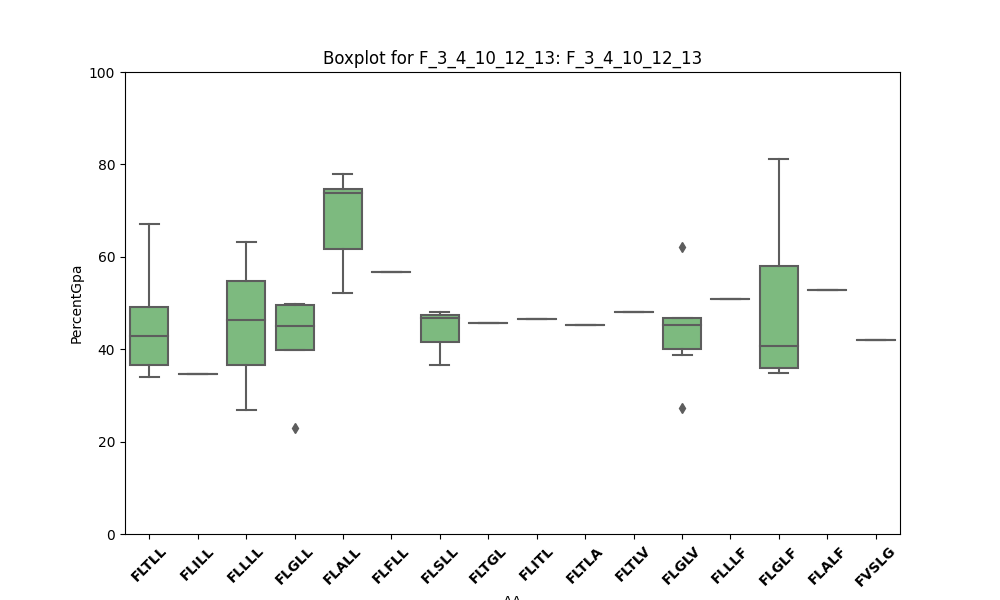 Boxplot for F_3_4_10_12_13: F_3_4_10_12_13
100
80
60
40
20
0
PercentGpa
FLTLL FLILL FLLLL FLGLL FLALL FLFLL FLSLL FLTGL FLITL FLTLA FLTLV FLGLV FLLLF FLGLF FLALF FVSLG
AA